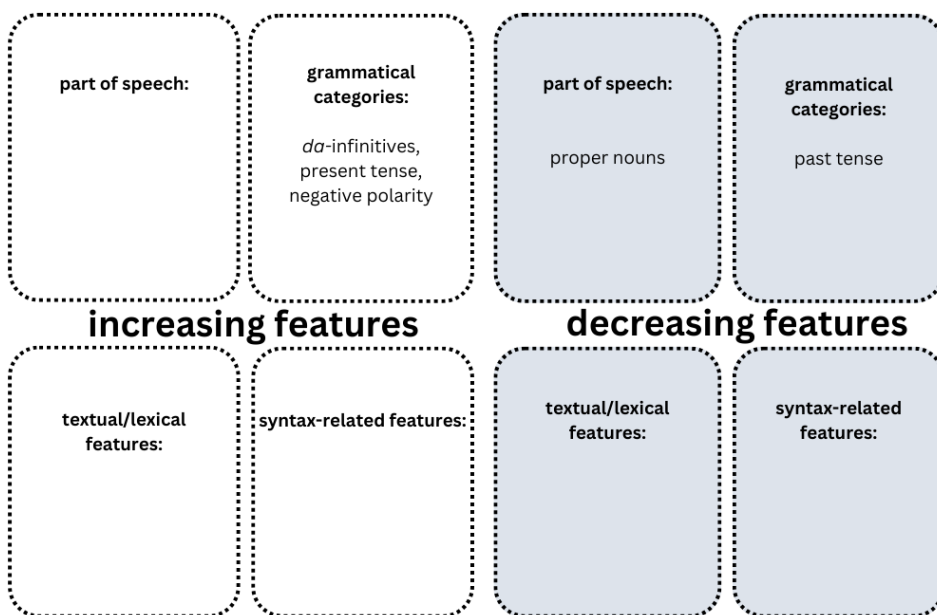 part of speech:
grammatical
categories:
da-infinitives,
present tense,
negative polarity
part of speech:
proper nouns
grammatical
categories:
past tense
increasing features
decreasing features
textual/lexical
features:
syntax-related features:
textual/lexical
features:
syntax-related
features: